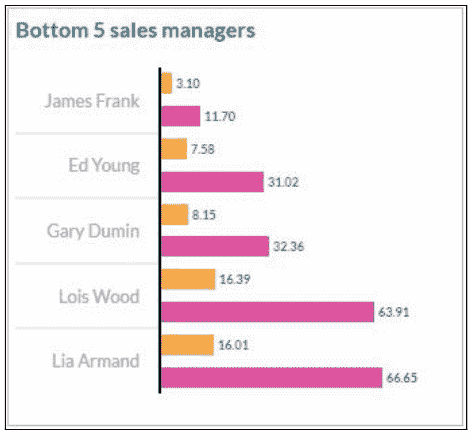 Bottom 5 sales managers
James Frank
3.10
11.70
Ed Young
7.58
31.02
Gary Dumin
8.15
32.36
Lois Wood
16.39
63.91
Lia Armand
16.01
66.65